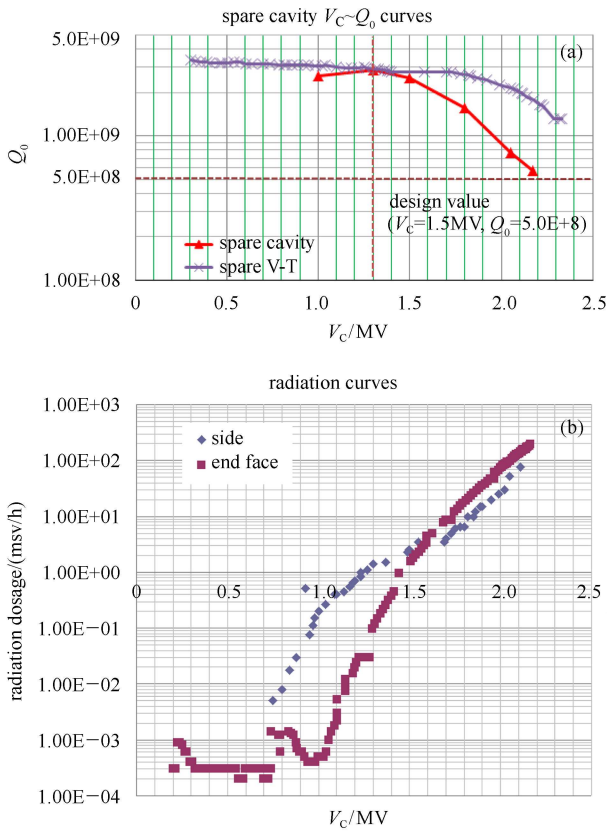 spare cavity V_C~Q_0 curves
5.0E+09
(a)
1.00E+09
Q_0
5.0E+08
design value
(V_C=1.5MV, Q_0=5.0E+8)
spare cavity
spare V-T
1.00E+08
0 0.5 1.0 1.5 2.0 2.5
V_C/MV
radiation curves
1.00E+03
(b)
side
end face
1.00E+02
1.00E+01
1.00E+00
0.5 1.0 1.5 2.0 2.5
1.00E−01
radiation dosage/(msv/h)
1.00E−02
1.00E−03
1.00E−04
V_C/MV